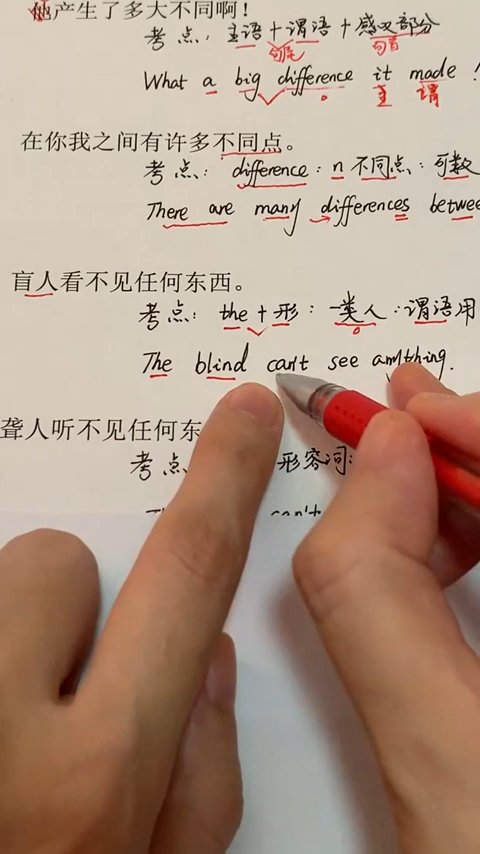 他产生了多大不同啊！
考点：主语＋谓语＋感叹部分
句尾 句首
What a big difference it made！
主 谓
在你我之间有许多不同点。
考点：difference：n 不同点：可数
There are many differences betwee
盲人看不见任何东西。
考点：the＋形：一类人：谓语用
The blind can't see anything.
聋人听不见任何东
考点 形容词：
can't